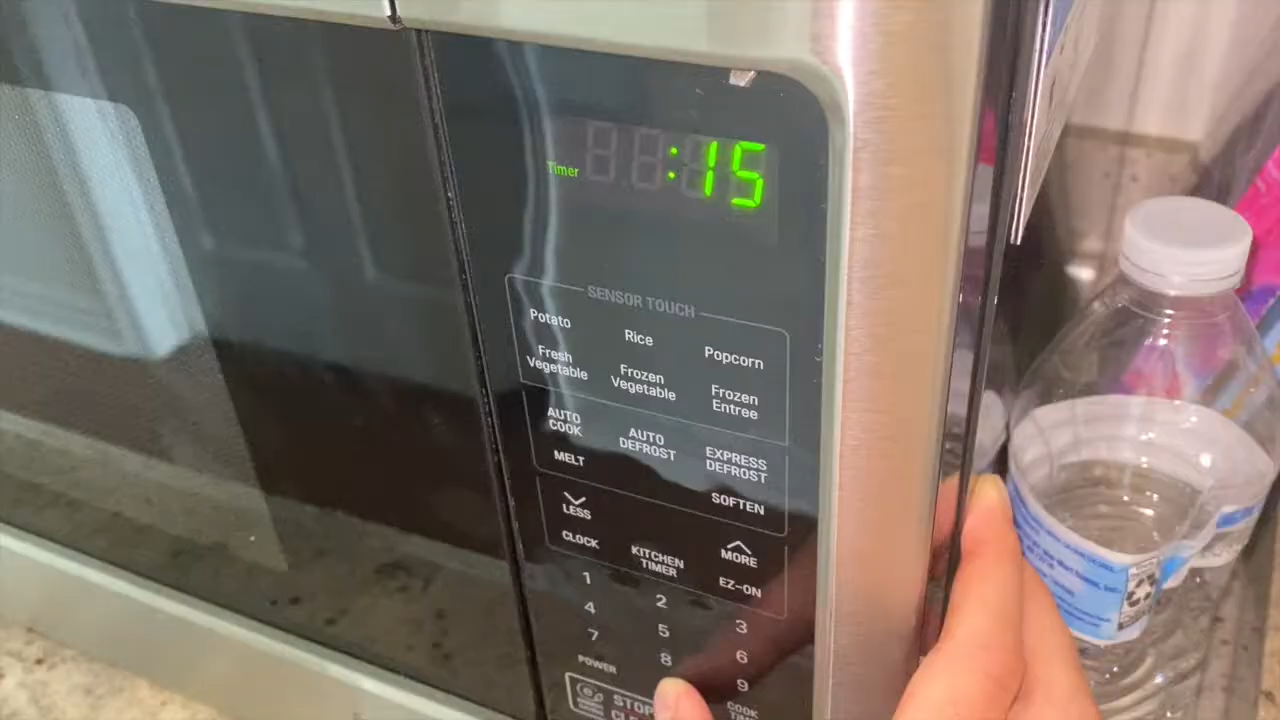 Timer :15
SENSOR TOUCH
Potato Rice Popcorn
Fresh
Vegetable
Frozen
Vegetable
Frozen
Entree
AUTO
COOK
AUTO
DEFROST
EXPRESS
DEFROST
MELT
SOFTEN
LESS
MORE
CLOCK
KITCHEN
TIMER
EZ-ON
1 2 3
4 5 6
7 8 9
POWER
COOK
STOP